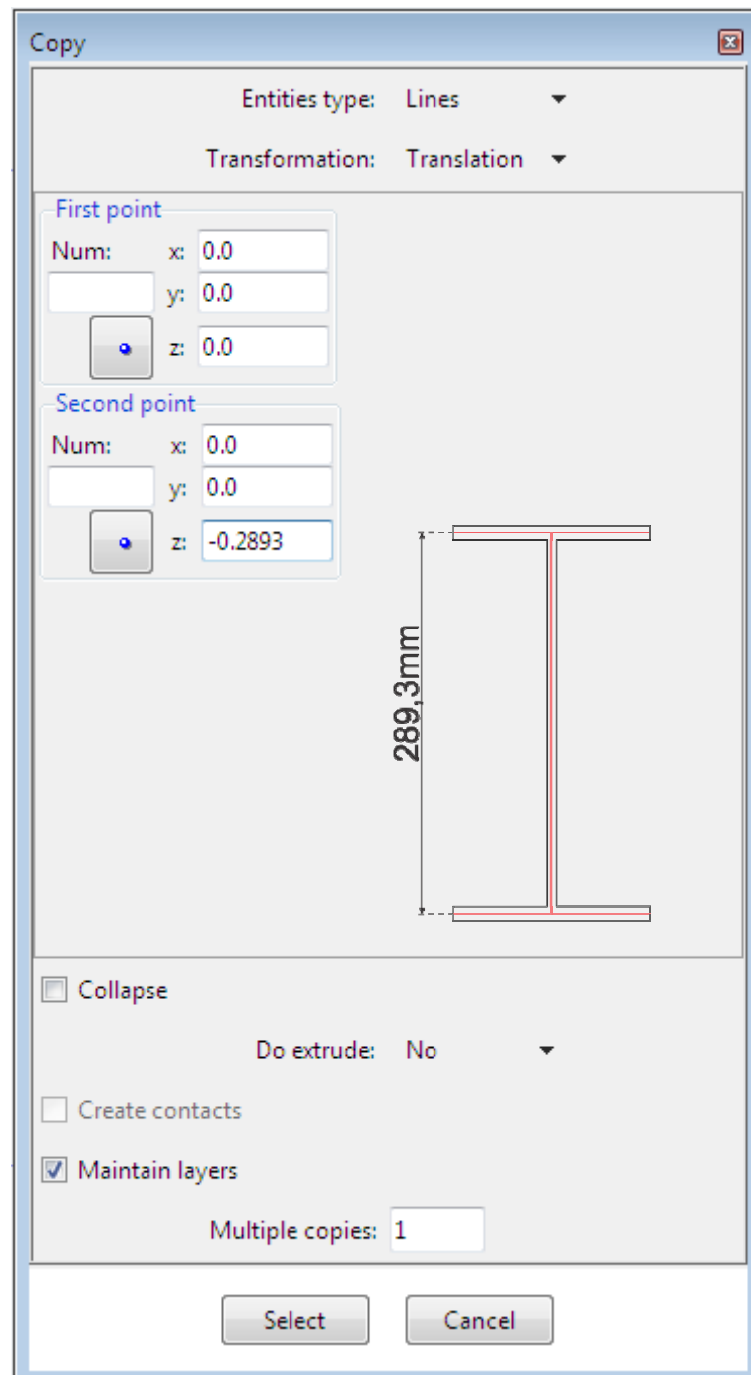 Copy
Entities type: Lines
Transformation: Translation
First point
Num: x: 0.0
y: 0.0
z: 0.0
Second point
Num: x: 0.0
y: 0.0
z: -0.2893
289,3mm
Collapse
Do extrude: No
Create contacts
Maintain layers
Multiple copies: 1
Select Cancel